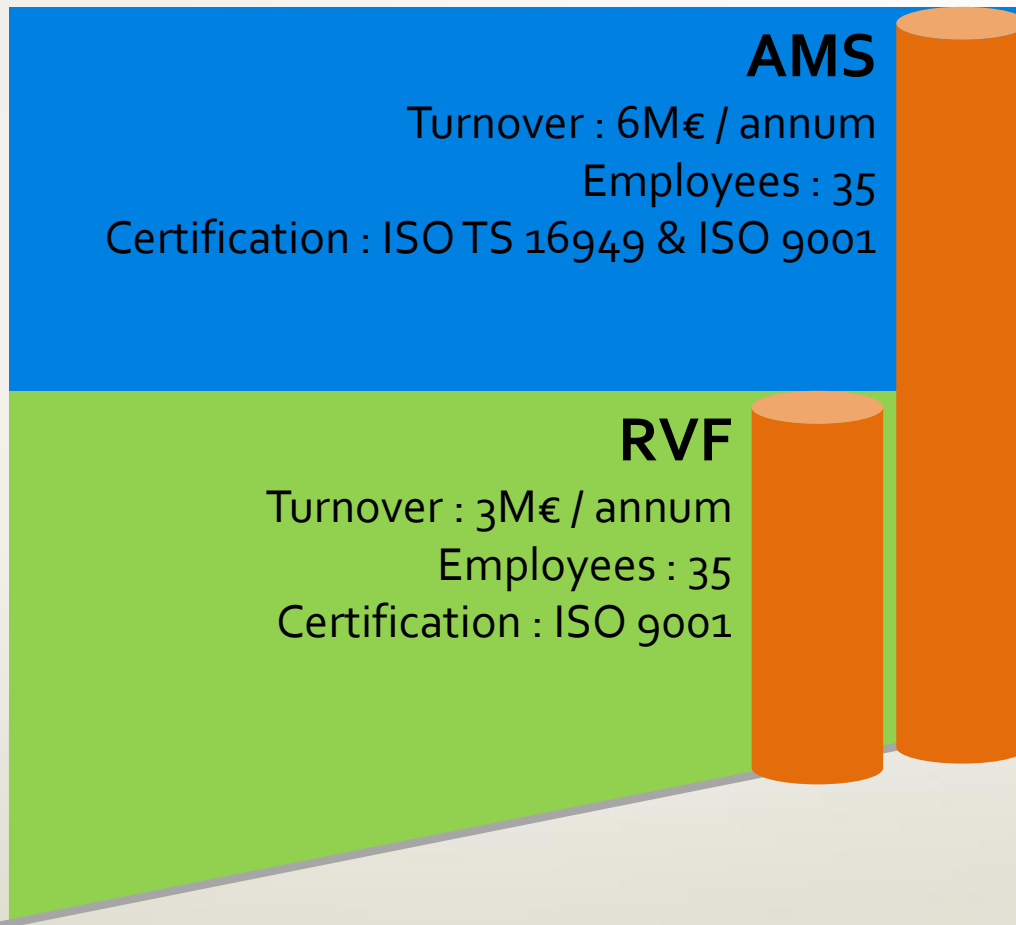 AMS
Turnover : 6M€ / annum
Employees : 35
Certification : ISO TS 16949 & ISO 9001
RVF
Turnover : 3M€ / annum
Employees : 35
Certification : ISO 9001